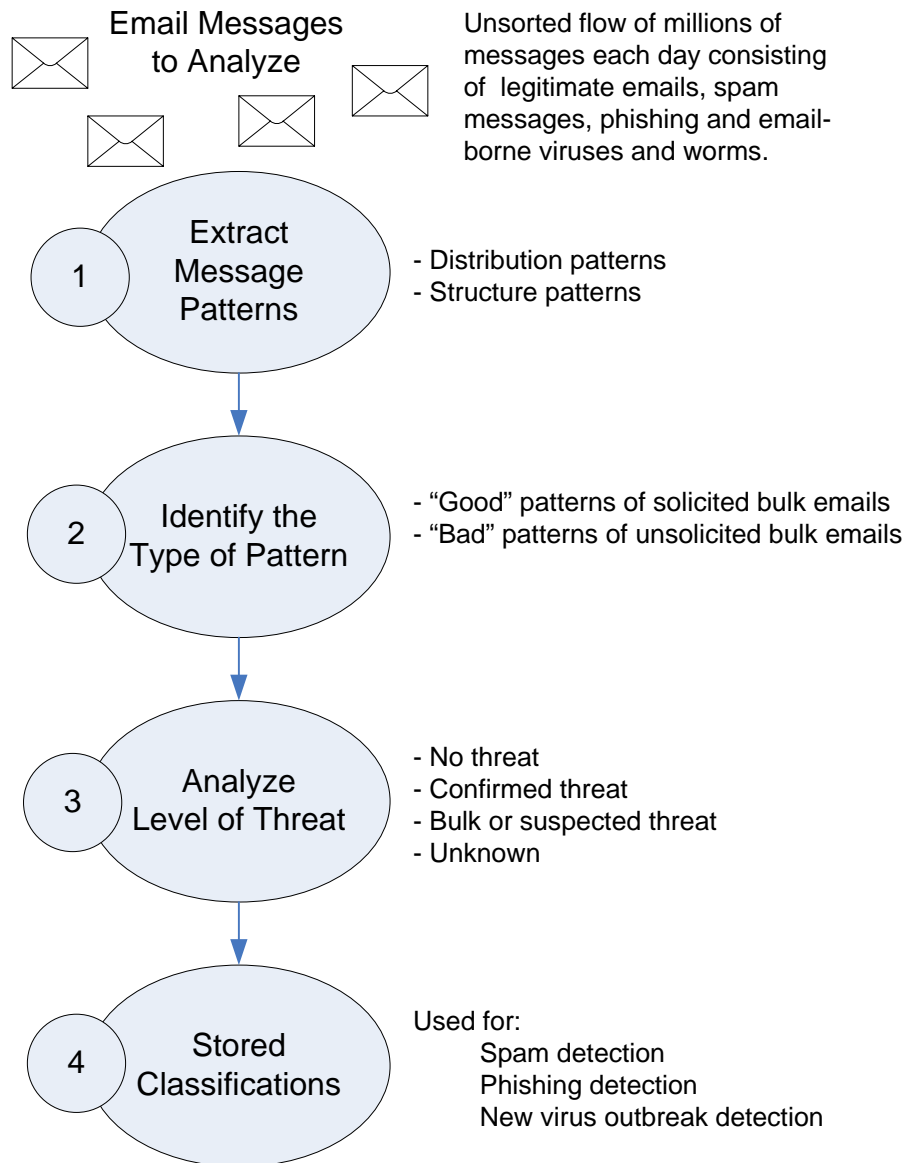 Email Messages
to Analyze
Unsorted flow of millions of
messages each day consisting
of legitimate emails, spam
messages, phishing and email-
borne viruses and worms.
1
Extract
Message
Patterns
- Distribution patterns
- Structure patterns
2
Identify the
Type of Pattern
- “Good” patterns of solicited bulk emails
- “Bad” patterns of unsolicited bulk emails
3
Analyze
Level of Threat
- No threat
- Confirmed threat
- Bulk or suspected threat
- Unknown
4
Stored
Classifications
Used for:
Spam detection
Phishing detection
New virus outbreak detection